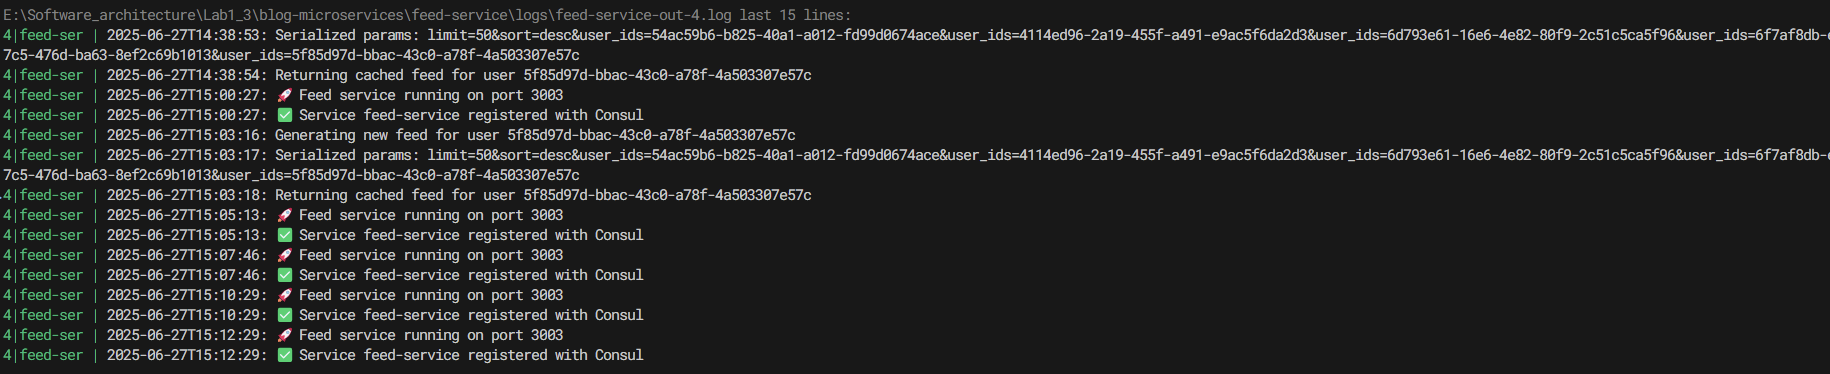 E:\Software_architecture\Lab1_3\blog-microservices\feed-service\logs\feed-service-out-4.log last 15 lines:
4|feed-ser | 2025-06-27T14:38:53: Serialized params: limit=50&sort=desc&user_ids=54ac59b6-b825-40a1-a012-fd99d0674ace&user_ids=4114ed96-2a19-455f-a491-e9ac5f6da2d3&user_ids=6d793e61-16e6-4e82-80f9-2c51c5ca5f96&user_ids=6f7af8db-
7c5-476d-ba63-8ef2c69b1013&user_ids=5f85d97d-bbac-43c0-a78f-4a503307e57c
4|feed-ser | 2025-06-27T14:38:54: Returning cached feed for user 5f85d97d-bbac-43c0-a78f-4a503307e57c
4|feed-ser | 2025-06-27T15:00:27: 🚀 Feed service running on port 3003
4|feed-ser | 2025-06-27T15:00:27: ✅ Service feed-service registered with Consul
4|feed-ser | 2025-06-27T15:03:16: Generating new feed for user 5f85d97d-bbac-43c0-a78f-4a503307e57c
4|feed-ser | 2025-06-27T15:03:17: Serialized params: limit=50&sort=desc&user_ids=54ac59b6-b825-40a1-a012-fd99d0674ace&user_ids=4114ed96-2a19-455f-a491-e9ac5f6da2d3&user_ids=6d793e61-16e6-4e82-80f9-2c51c5ca5f96&user_ids=6f7af8db-
7c5-476d-ba63-8ef2c69b1013&user_ids=5f85d97d-bbac-43c0-a78f-4a503307e57c
4|feed-ser | 2025-06-27T15:03:18: Returning cached feed for user 5f85d97d-bbac-43c0-a78f-4a503307e57c
4|feed-ser | 2025-06-27T15:05:13: 🚀 Feed service running on port 3003
4|feed-ser | 2025-06-27T15:05:13: ✅ Service feed-service registered with Consul
4|feed-ser | 2025-06-27T15:07:46: 🚀 Feed service running on port 3003
4|feed-ser | 2025-06-27T15:07:46: ✅ Service feed-service registered with Consul
4|feed-ser | 2025-06-27T15:10:29: 🚀 Feed service running on port 3003
4|feed-ser | 2025-06-27T15:10:29: ✅ Service feed-service registered with Consul
4|feed-ser | 2025-06-27T15:12:29: 🚀 Feed service running on port 3003
4|feed-ser | 2025-06-27T15:12:29: ✅ Service feed-service registered with Consul